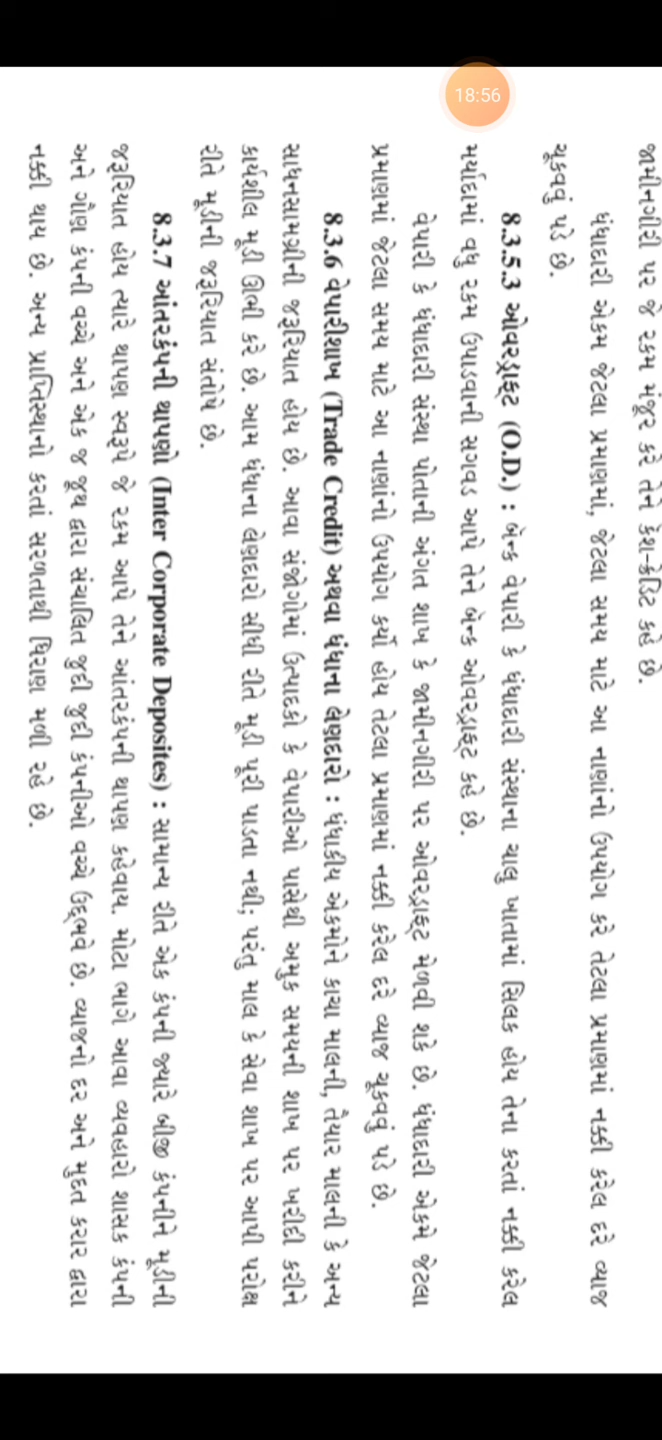 18:56
જામીનગીરી પર જે રકમ મંજૂર કરે તેને કેશ-ક્રેડિટ કહે છે.
ધંધાદારી એકમ જેટલા પ્રમાણમાં, જેટલા સમય માટે આ નાણાંનો ઉપયોગ કરે તેટલા પ્રમાણમાં નક્કી કરેલ દરે વ્યાજ
ચૂકવવું પડે છે.
8.3.5.3 ઓવરડ્રાફ્ટ (O.D.) : બેન્ક વેપારી કે ધંધાદારી સંસ્થાના ચાલુ ખાતામાં સિલક હોય તેના કરતાં નક્કી કરેલ
મર્યાદામાં વધુ રકમ ઉપાડવાની સગવડ આપે તેને બેન્ક ઓવરડ્રાફ્ટ કહે છે.
વેપારી કે ધંધાદારી સંસ્થા પોતાની અંગત શાખ કે જામીનગીરી પર ઓવરડ્રાફ્ટ મેળવી શકે છે. ધંધાદારી એકમે જેટલા
પ્રમાણમાં જેટલા સમય માટે આ નાણાંનો ઉપયોગ કર્યો હોય તેટલા પ્રમાણમાં નક્કી કરેલ દરે વ્યાજ ચૂકવવું પડે છે.
8.3.6 વેપારીશાખ (Trade Credit) અથવા ધંધાના લેણદારો : ધંધાકીય એકમોને કાચા માલની, તૈયાર માલની કે અન્ય
સાધનસામગ્રીની જરૂરિયાત હોય છે. આવા સંજોગોમાં ઉત્પાદકો કે વેપારીઓ પાસેથી અમુક સમયની શાખ પર ખરીદી કરીને
કાર્યશીલ મૂડી ઊભી કરે છે. આમ ધંધાના લેણદારો સીધી રીતે મૂડી પૂરી પાડતા નથી; પરંતુ માલ કે સેવા શાખ પર આપી પરોક્ષ
રીતે મૂડીની જરૂરિયાત સંતોષે છે.
8.3.7 આંતરકંપની થાપણો (Inter Corporate Deposites) : સામાન્ય રીતે એક કંપની જ્યારે બીજી કંપનીને મૂડીની
જરૂરિયાત હોય ત્યારે થાપણ સ્વરૂપે જે રકમ આપે તેને આંતરકંપની થાપણ કહેવાય. મોટા ભાગે આવા વ્યવહારો શાસક કંપની
અને ગૌણ કંપની વચ્ચે અને એક જ જૂથ દ્વારા સંચાલિત જુદી જુદી કંપનીઓ વચ્ચે ઉદ્ભવે છે. વ્યાજનો દર અને મુદત કરાર દ્વારા
નક્કી થાય છે. અન્ય પ્રાપ્તિસ્થાનો કરતાં સરળતાથી ધિરાણ મળી રહે છે.